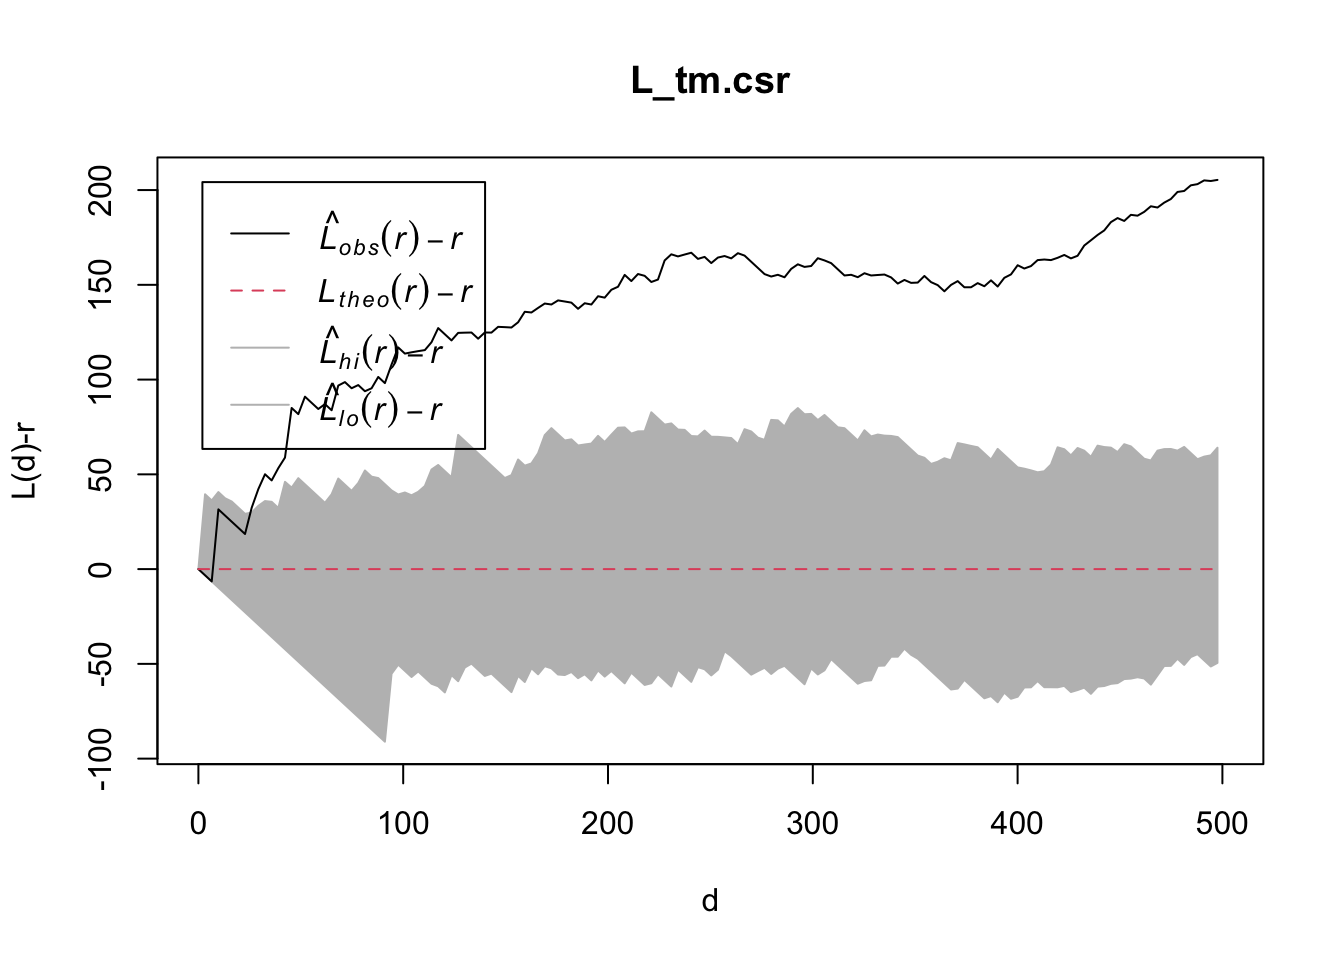 L_tm.csr
L(d)-r
200
150
100
50
0
-50
-100
L̂obs(r) − r
Ltheo(r) − r
L̂hi(r) − r
L̂lo(r) − r
0 100 200 300 400 500
d